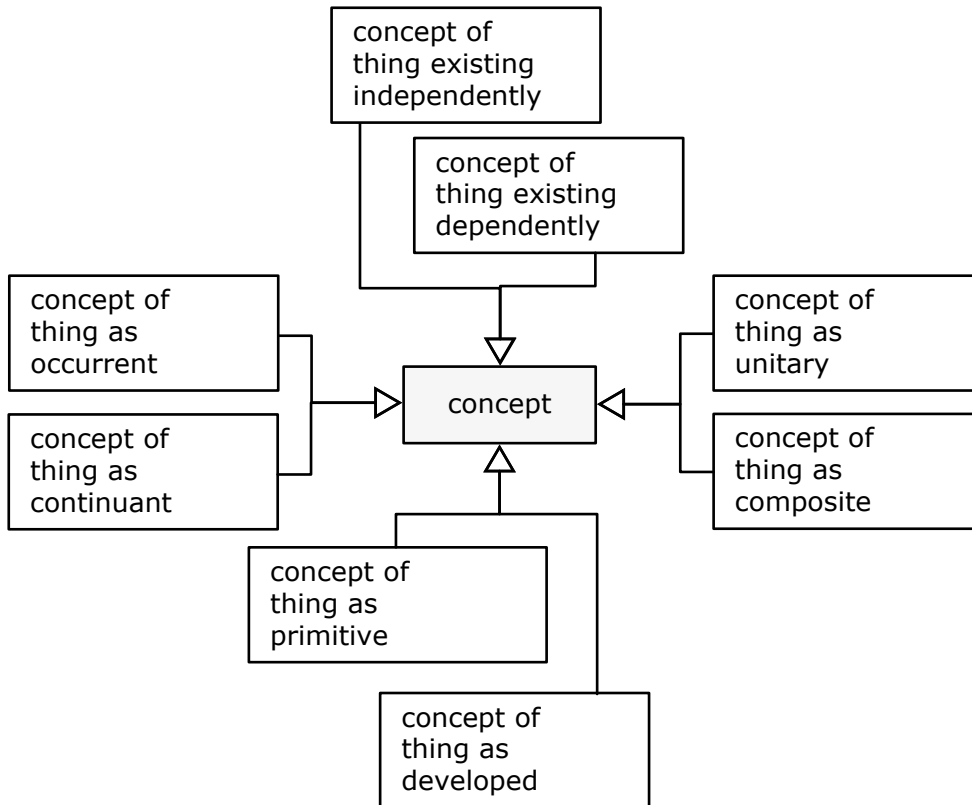 concept of
thing existing
independently
concept of
thing existing
dependently
concept of
thing as
occurrent
concept of
thing as
unitary
concept
concept of
thing as
continuant
concept of
thing as
composite
concept of
thing as
primitive
concept of
thing as
developed